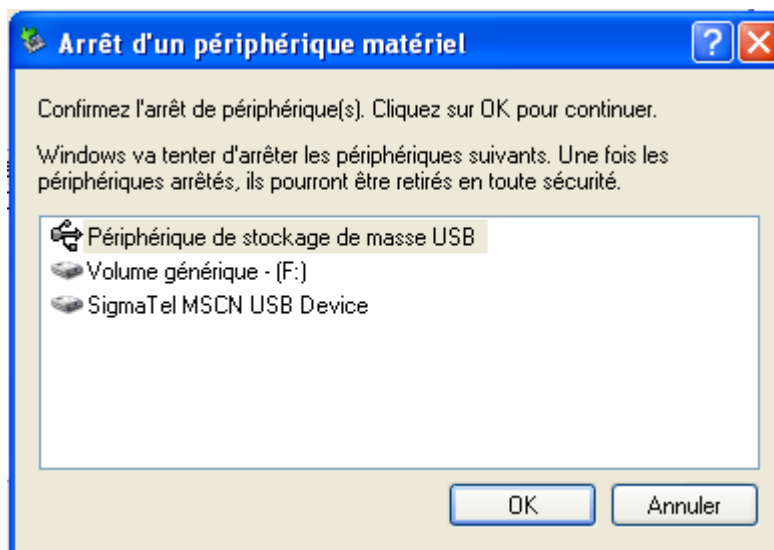 Arrêt d'un périphérique matériel
Confirmez l'arrêt de périphérique(s). Cliquez sur OK pour continuer.
Windows va tenter d'arrêter les périphériques suivants. Une fois les
périphériques arrêtés, ils pourront être retirés en toute sécurité.
Périphérique de stockage de masse USB
Volume générique - (F:)
SigmaTel MSCN USB Device
OK Annuler